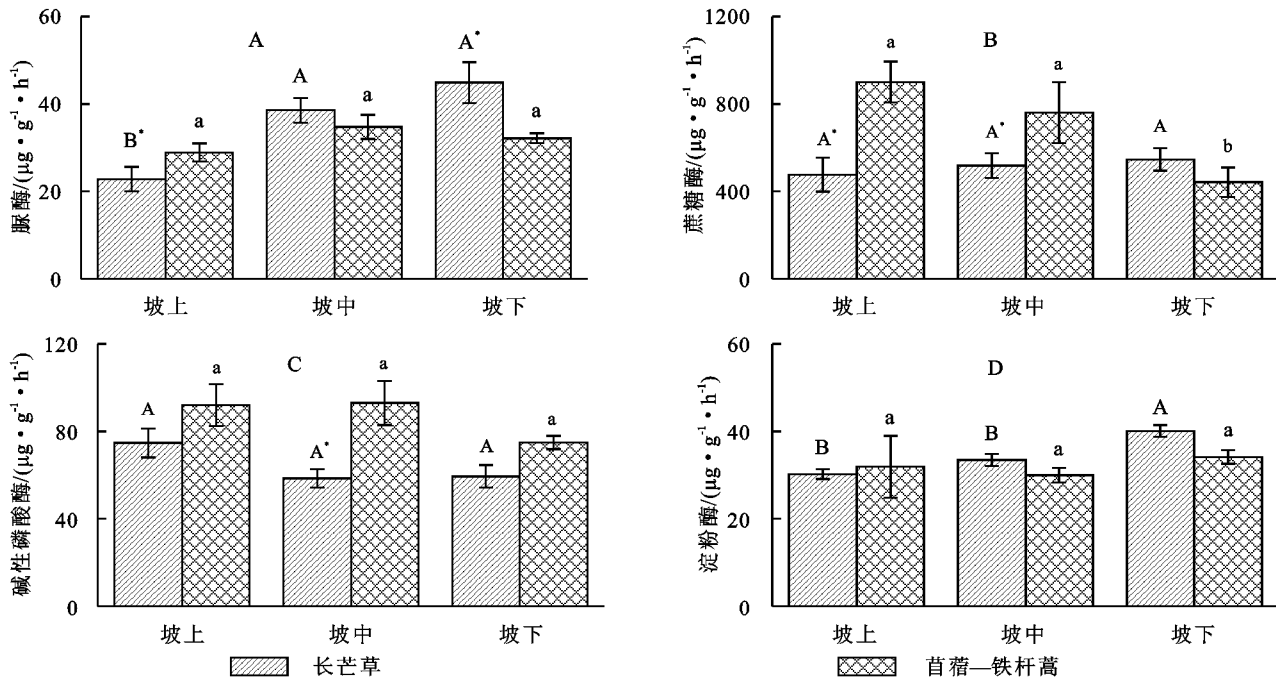 脲酶/(μg·g⁻¹·h⁻¹)
60
40
20
0
A
B* a
A a
A* a
坡上 坡中 坡下
蔗糖酶/(μg·g⁻¹·h⁻¹)
1200
800
400
0
B
A* a
A* a
A b
坡上 坡中 坡下
碱性磷酸酶/(μg·g⁻¹·h⁻¹)
120
80
40
0
C
A a
A* a
A a
坡上 坡中 坡下
淀粉酶/(μg·g⁻¹·h⁻¹)
60
40
20
0
D
B a
B a
A a
坡上 坡中 坡下
长芒草 苜蓿—铁杆蒿